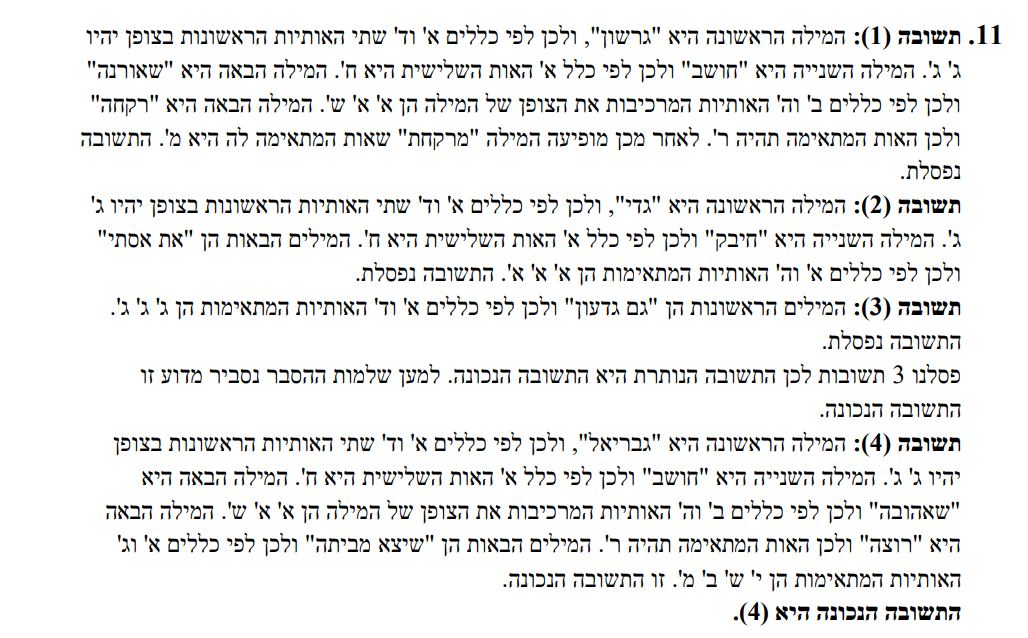 11. תשובה (1): המילה הראשונה היא "גרשון", ולכן לפי כללים א' וד' שתי האותיות הראשונות בצופן יהיו
ג' ג'. המילה השנייה היא "חושב" ולכן לפי כלל א' האות השלישית היא ח'. המילה הבאה היא "שאורנה"
ולכן לפי כללים ב' וה' האותיות המרכיבות את הצופן של המילה הן א' א' ש'. המילה הבאה היא "רקחה"
ולכן האות המתאימה תהיה ר'. לאחר מכן מופיעה המילה "מרקחת" שאות המתאימה לה היא מ'. התשובה
נפסלת.
תשובה (2): המילה הראשונה היא "גדי", ולכן לפי כללים א' וד' שתי האותיות הראשונות בצופן יהיו ג'
ג'. המילה השנייה היא "חיבק" ולכן לפי כלל א' האות השלישית היא ח'. המילים הבאות הן "את אסתי"
ולכן לפי כללים א' וה' האותיות המתאימות הן א' א' א'. התשובה נפסלת.
תשובה (3): המילים הראשונות הן "גם גדעון" ולכן לפי כללים א' וד' האותיות המתאימות הן ג' ג' ג'.
התשובה נפסלת.
פסלנו 3 תשובות לכן התשובה הנותרת היא התשובה הנכונה. למען שלמות ההסבר נסביר מדוע זו
התשובה הנכונה.
תשובה (4): המילה הראשונה היא "גבריאל", ולכן לפי כללים א' וד' שתי האותיות הראשונות בצופן
יהיו ג' ג'. המילה השנייה היא "חושב" ולכן לפי כלל א' האות השלישית היא ח'. המילה הבאה היא
"שאהובה" ולכן לפי כללים ב' וה' האותיות המרכיבות את הצופן של המילה הן א' א' ש'. המילה הבאה
היא "רוצה" ולכן האות המתאימה תהיה ר'. המילים הבאות הן "שיצא מביתה" ולכן לפי כללים א' וג'
האותיות המתאימות הן י' ש' ב' מ'. זו התשובה הנכונה.
התשובה הנכונה היא (4).